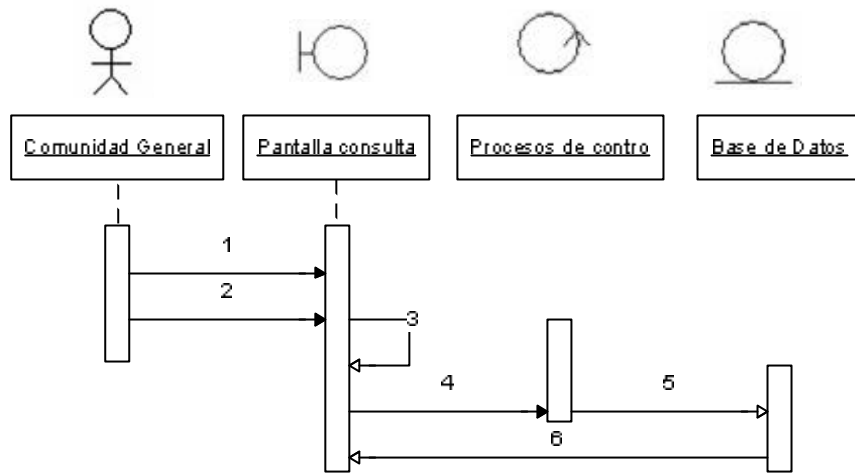 Comunidad General
Pantalla consulta
Procesos de contro
Base de Datos
1
2
3
4
5
6